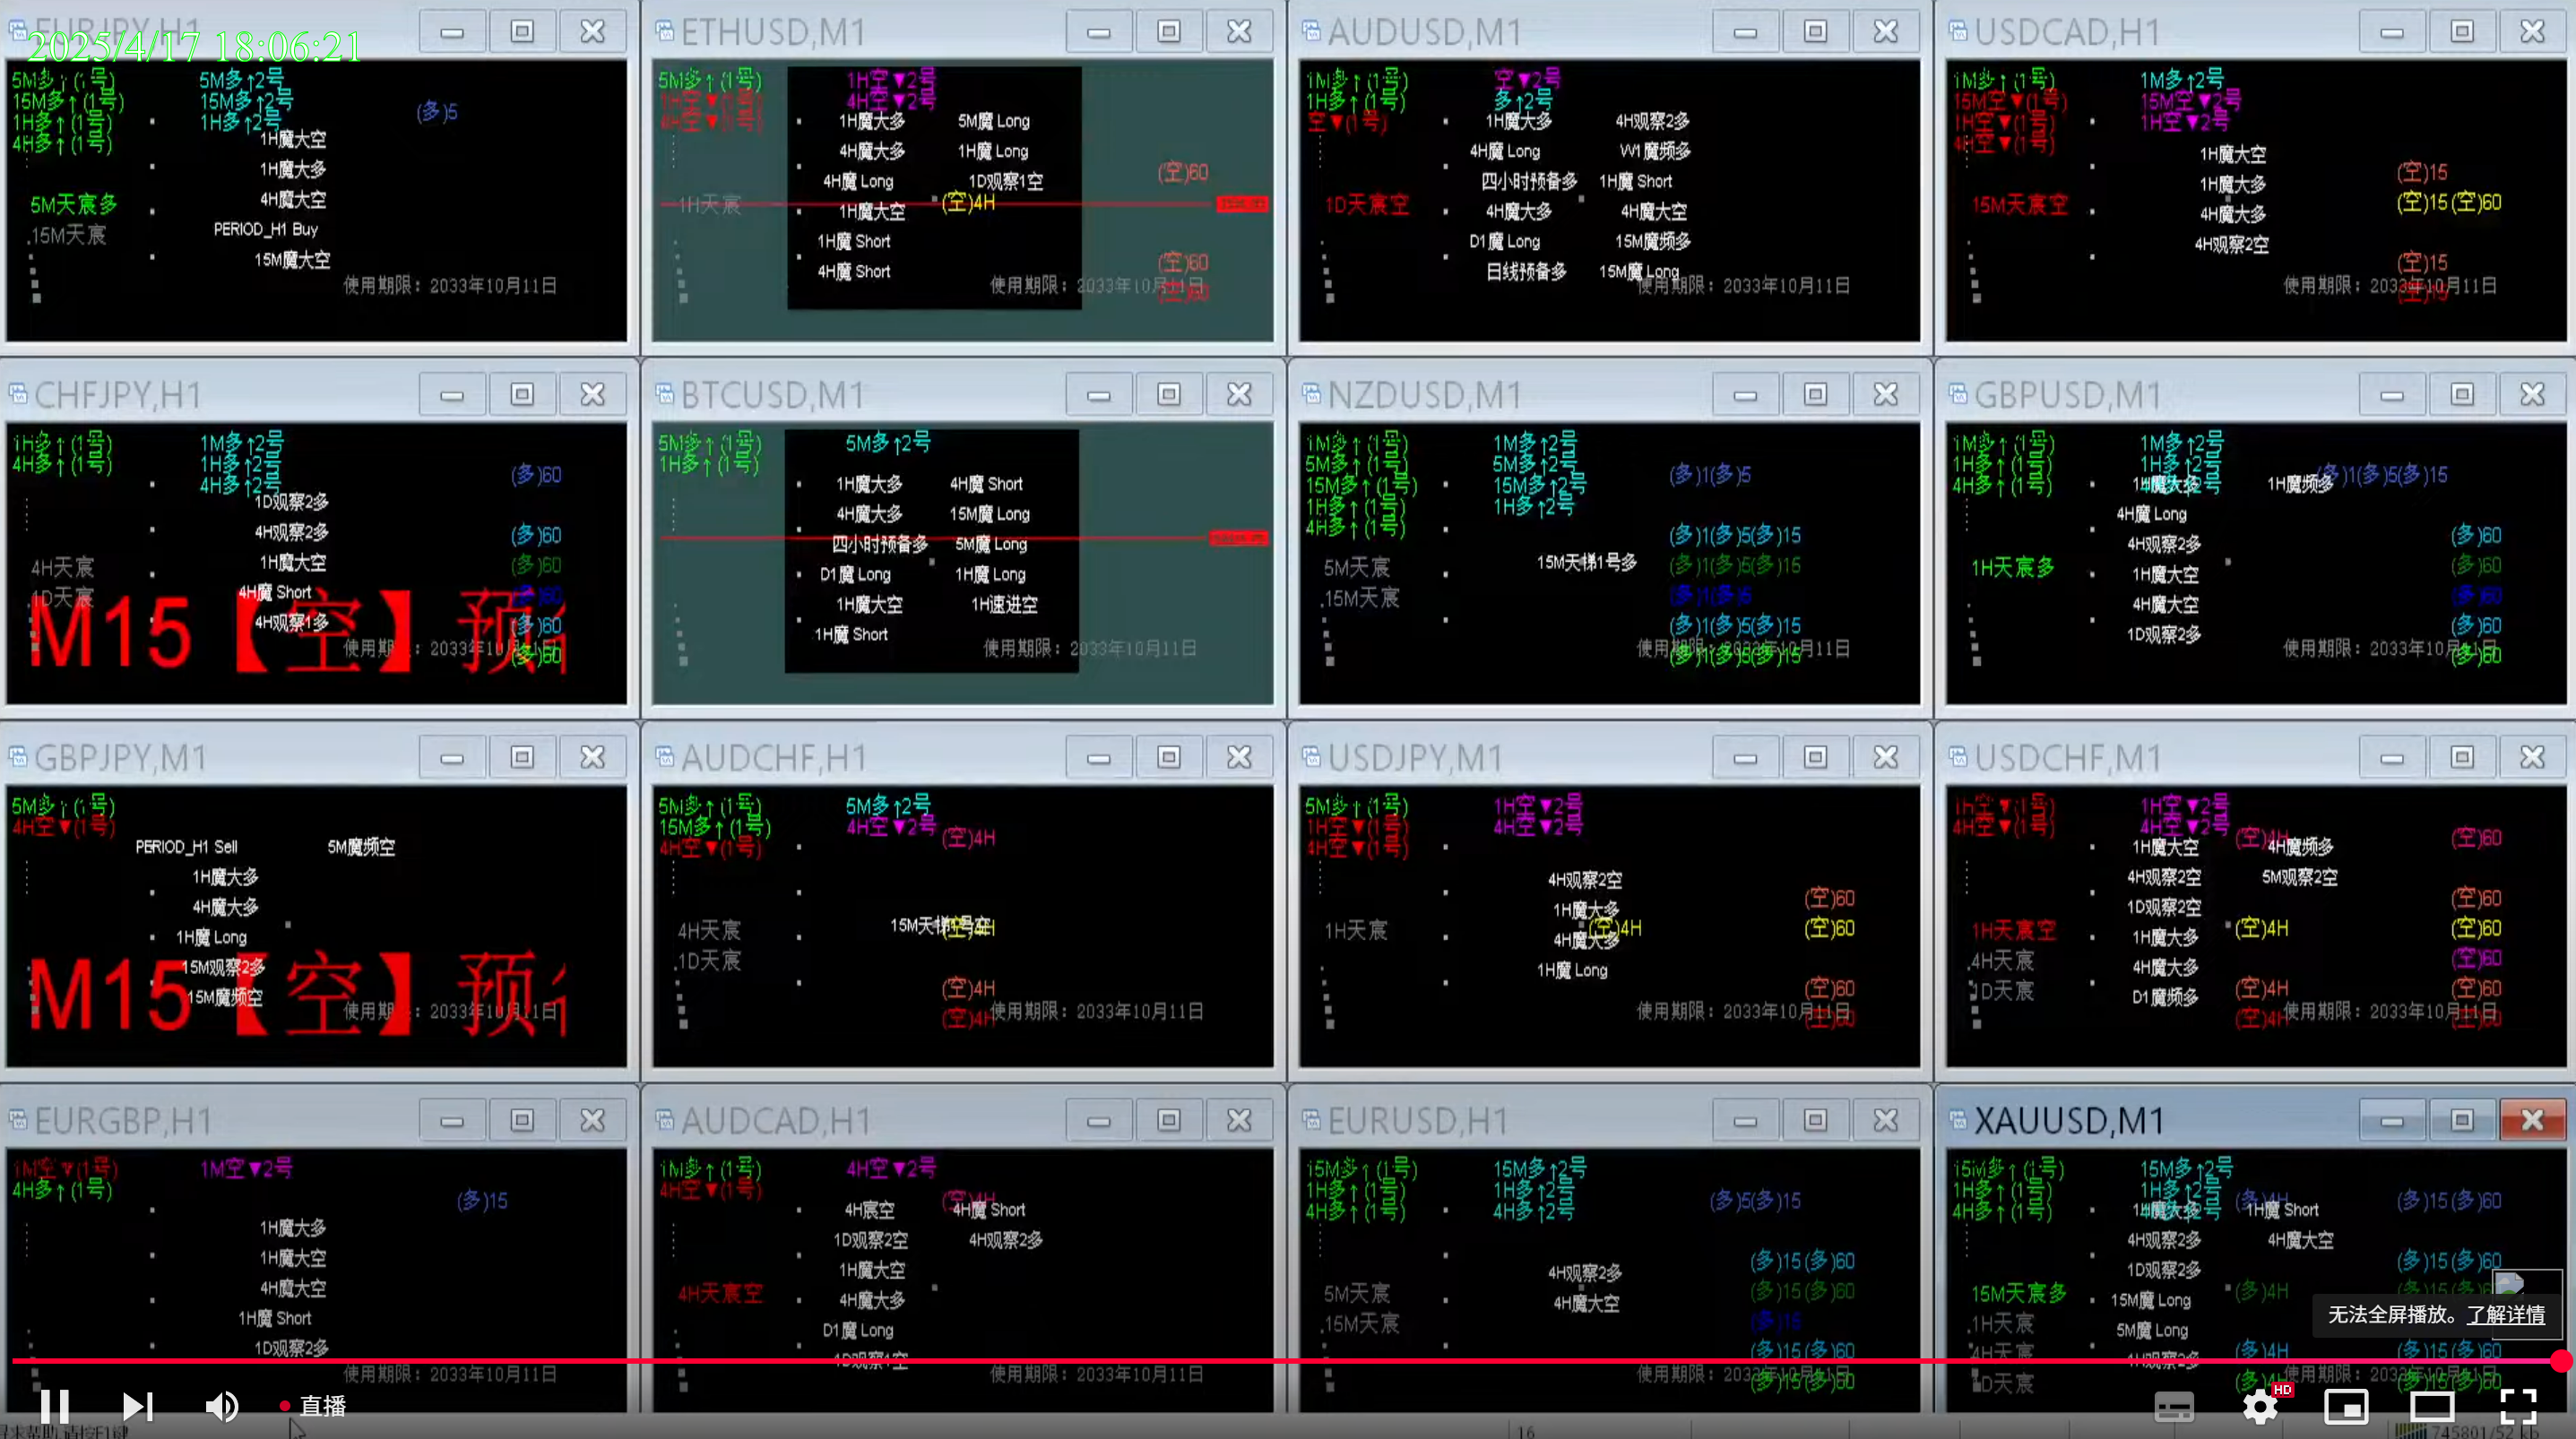 EURJPY,H1
2025/4/17 18:06:21
5M多↑(1号) 5M多↑2号
15M多↑(1号) 15M多↑2号 (多)5
1H多↑(1号) 1H多↑2号
4H多↑(1号) 1H魔大空
1H魔大多
5M天宸多 4H魔大空
.15M天宸 PERIOD_H1 Buy
15M魔大空
使用期限：2033年10月11日
ETHUSD,M1
5M多↑(1号) 1H空▼2号
1H空▼(1号) 4H空▼2号
4H空▼(1号) 1H魔大多 5M魔 Long
4H魔大多 1H魔 Long
(空)60
4H魔 Long 1D观察1空
1H天宸 1H魔大空 (空)4H
1H魔 Short
(空)60
4H魔 Short
使用期限：2033年10月11日
(空)60
AUDUSD,M1
1M多↑(1号) 空▼2号
1H多↑(1号) 多↑2号
空▼(1号) 1H魔大多 4H观察2多
4H魔 Long W1魔频多
四小时预备多 1H魔 Short
1D天宸空 4H魔大多 4H魔大空
D1魔 Long 15M魔频多
日线预备多 15M魔 Long
使用期限：2033年10月11日
USDCAD,H1
1M多↑(1号) 1M多↑2号
15M空▼(1号) 15M空▼2号
1H空▼(1号) 1H空▼2号
4H空▼(1号) 1H魔大空
(空)15
1H魔大多
15M天宸空 4H魔大多 (空)15(空)60
4H观察2空
(空)15
使用期限：2033年10月11日
(空)15
CHFJPY,H1
1H多↑(1号) 1M多↑2号
4H多↑(1号) 1H多↑2号
4H多↑2号 (多)60
1D观察2多
4H观察2多 (多)60
4H天宸 1H魔大空 (多)60
.1D天宸 4H魔 Short (多)60
M15【空】预
4H观察1多 (多)60
使用期 : 2033年10月11日
(多)60
BTCUSD,M1
5M多↑(1号) 5M多↑2号
1H多↑(1号)
1H魔大多 4H魔 Short
4H魔大多 15M魔 Long
四小时预备多 5M魔 Long
D1魔 Long 1H魔 Long
1H魔大空 1H速进空
1H魔 Short
使用期限：2033年10月11日
NZDUSD,M1
1M多↑(1号) 1M多↑2号
5M多↑(1号) 5M多↑2号 (多)1(多)5
15M多↑(1号) 15M多↑2号
1H多↑(1号) 1H多↑2号
4H多↑(1号) (多)1(多)5(多)15
5M天宸 15M天梯1号多 (多)1(多)5(多)15
.15M天宸 (多)1(多)5
(多)1(多)5(多)15
使用期限：2033年10月11日
(多)1(多)5(多)15
GBPUSD,M1
1M多↑(1号) 1M多↑2号
1H多↑(1号) 1H多↑2号 (多)1(多)5(多)15
4H多↑(1号) 1H魔大多 1H魔频多
4H魔 Long
4H观察2多 (多)60
1H天宸多 1H魔大空 (多)60
4H魔大空 (多)60
1D观察2多 (多)60
使用期限：2033年10月11日
(多)60
GBPJPY,M1
5M多↑(1号)
4H空▼(1号)
PERIOD_H1 Sell 5M魔频空
1H魔大多
4H魔大多
1H魔 Long
15M观察2多
M15【空】预
15M魔频空
使用期 : 2033年10月11日
AUDCHF,H1
5M多↑(1号) 5M多↑2号
15M多↑(1号) 4H空▼2号 (空)4H
4H空▼(1号)
4H天宸 15M天梯1号空 (空)4H
.1D天宸
(空)4H
使用期限：2033年10月11日
(空)4H
USDJPY,M1
5M多↑(1号) 1H空▼2号
1H空▼(1号) 4H空▼2号
4H空▼(1号)
4H观察2空
1H魔大多 (空)60
1H天宸 (空)4H (空)60
4H魔大多
1H魔 Long
(空)60
使用期限：2033年10月11日
(空)60
USDCHF,M1
1H空▼(1号) 1H空▼2号
4H空▼(1号) 4H空▼2号 (空)4H (空)60
1H魔大空 4H魔频多
4H观察2空 5M观察2空
1D观察2空 (空)60
1H天宸空 1H魔大多 (空)4H (空)60
.4H天宸 4H魔大多 (空)60
1D天宸 D1魔频多 (空)4H (空)60
使用期限：2033年10月11日
(空)4H (空)60
EURGBP,H1
1M空▼(1号) 1M空▼2号
4H多↑(1号) (多)15
1H魔大多
1H魔大空
4H魔大空
1H魔 Short
1D观察2多
使用期限：2033年10月11日
AUDCAD,H1
1M多↑(1号) 4H空▼2号
4H空▼(1号) (空)4H
4H宸空 4H魔 Short
1D观察2空 4H观察2多
1H魔大空
4H天宸空 4H魔大多
D1魔 Long
1D观察1空
使用期限：2033年10月11日
EURUSD,H1
15M多↑(1号) 15M多↑2号
1H多↑(1号) 1H多↑2号 (多)5(多)15
4H多↑(1号) 4H多↑2号
(多)15(多)60
4H观察2多
5M天宸 4H魔大空 (多)15(多)60
.15M天宸 (多)15
(多)15(多)60
使用期限：2033年10月11日
(多)15(多)60
XAUUSD,M1
15M多↑(1号) 15M多↑2号
1H多↑(1号) 1H多↑2号 (多)4H (多)15(多)60
4H多↑(1号) 1H魔大多 1H魔 Short
4H观察2多 4H魔大空
1D观察2多 (多)15(多)60
15M天宸多 15M魔 Long (多)4H
.1H天宸 5M魔 Long
无法全屏播放。了解详情
4H天宸 (多)4H (多)15(多)60
使用期限：2033年10月11日
1D天宸
直播
HD
16
745801/52 kb